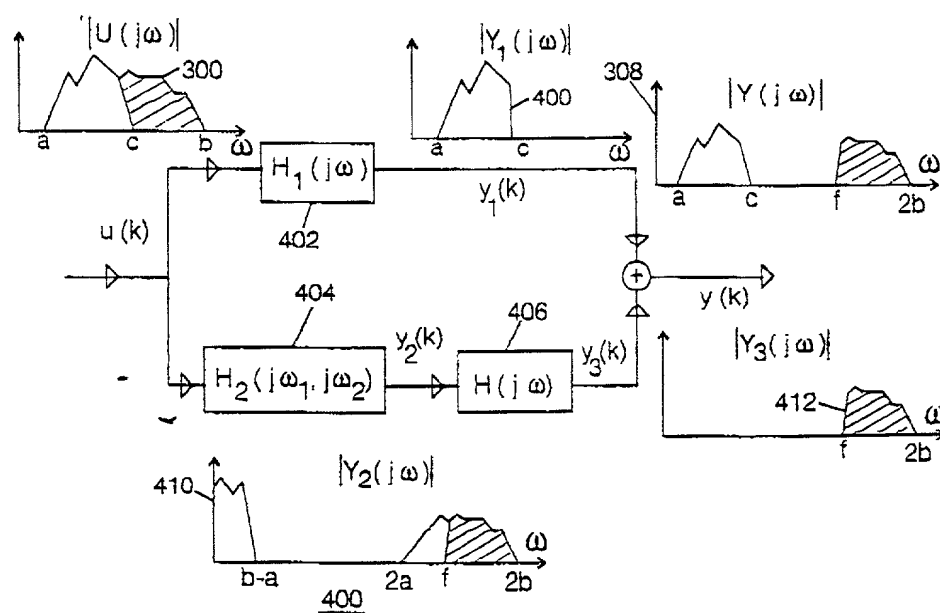 |U(jω)|
300
a c b ω
|Y₁(jω)|
400
a c ω
308
|Y(jω)|
a c f 2b
ω
H₁(jω)
402
y₁(k)
u(k)
+
y(k)
404
H₂(jω₁, jω₂)
y₂(k)
406
H(jω)
y₃(k)
|Y₃(jω)|
412
ω
f 2b
410
|Y₂(jω)|
ω
b-a 2a f 2b
400